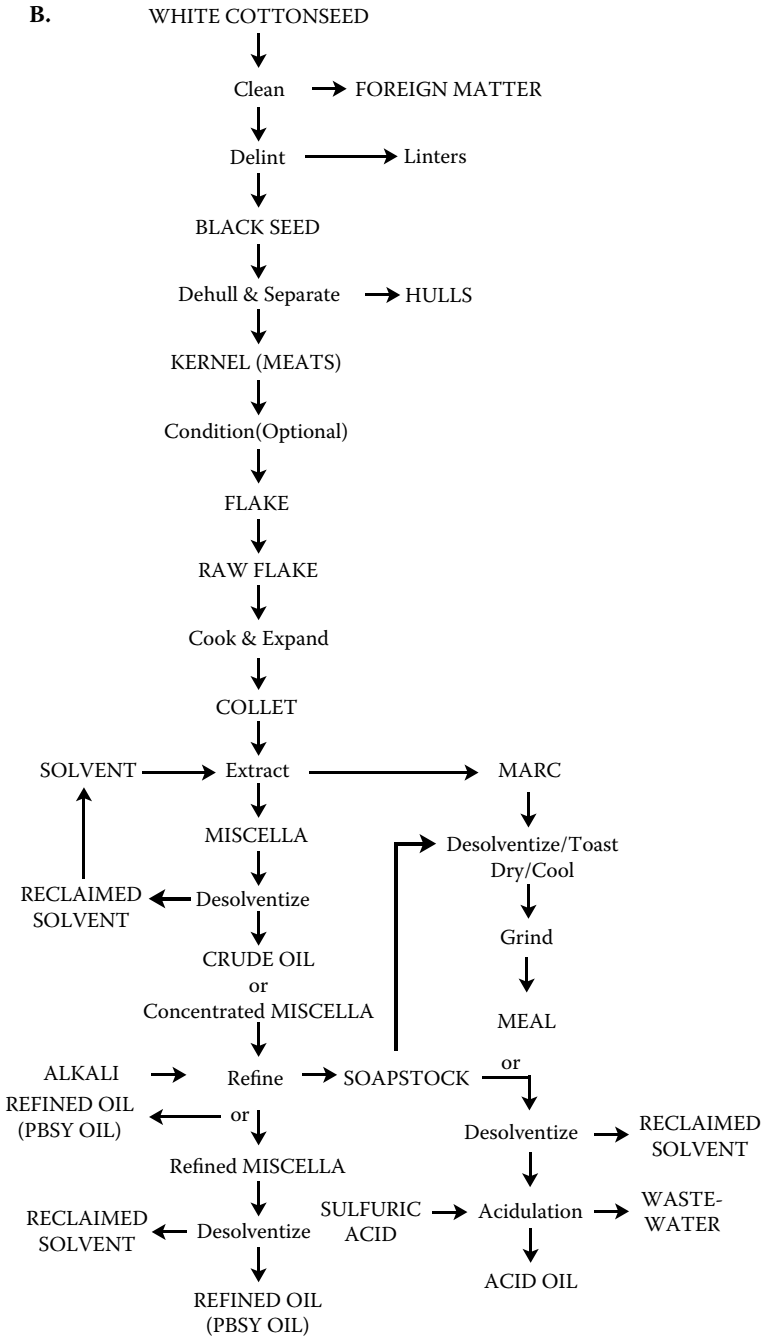 B.
WHITE COTTONSEED
Clean
FOREIGN MATTER
Delint
Linters
BLACK SEED
Dehull & Separate
HULLS
KERNEL (MEATS)
Condition(Optional)
FLAKE
RAW FLAKE
Cook & Expand
COLLET
SOLVENT
Extract
MARC
MISCELLA
Desolventize/Toast
Dry/Cool
RECLAIMED
SOLVENT
Desolventize
Grind
CRUDE OIL
or
Concentrated MISCELLA
MEAL
or
ALKALI
Refine
SOAPSTOCK
REFINED OIL
(PBSY OIL)
or
Desolventize
RECLAIMED
SOLVENT
Refined MISCELLA
RECLAIMED
SOLVENT
Desolventize
SULFURIC
ACID
Acidulation
WASTE-
WATER
ACID OIL
REFINED OIL
(PBSY OIL)